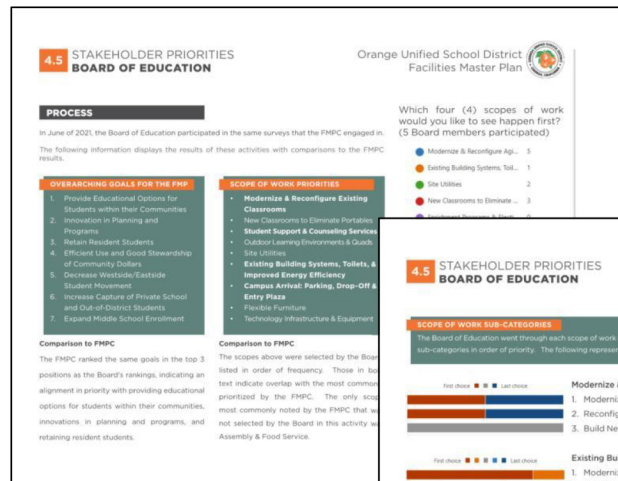 4.5 STAKEHOLDER PRIORITIES
BOARD OF EDUCATION
Orange Unified School District
Facilities Master Plan
PROCESS
In June of 2021, the Board of Education participated in the same surveys that the FMPC engaged in.
The following information displays the results of these activities with comparisons to the FMPC
results.
OVERARCHING GOALS FOR THE FMP
1. Provide Educational Options for
Students within their Communities
2. Innovation in Planning and
Programs
3. Retain Resident Students
4. Efficient Use and Good Stewardship
of Community Dollars
5. Decrease Westside/Eastside
Student Movement
6. Increase Capture of Private School
and Out-of-District Students
7. Expand Middle School Enrollment
Comparison to FMPC
The FMPC ranked the same goals in the top 3
positions as the Board's rankings, indicating an
alignment in priority with providing educational
options for students within their communities,
innovations in planning and programs, and
retaining resident students.
SCOPE OF WORK PRIORITIES
• Modernize & Reconfigure Existing
Classrooms
• New Classrooms to Eliminate Portables
• Student Support & Counseling Services
• Outdoor Learning Environments & Quads
• Site Utilities
• Existing Building Systems, Toilets, &
Improved Energy Efficiency
• Campus Arrival: Parking, Drop-Off &
Entry Plaza
• Flexible Furniture
• Technology Infrastructure & Equipment
Comparison to FMPC
The scopes above were selected by the Boar
listed in order of frequency. Those in bo
text indicate overlap with the most common
prioritized by the FMPC. The only scop
most commonly noted by the FMPC that w
not selected by the Board in this activity w
Assembly & Food Service.
Which four (4) scopes of work
would you like to see happen first?
(5 Board members participated)
Modernize & Reconfigure Agi... 5
Existing Building Systems, Toil... 1
Site Utilities 2
New Classrooms to Eliminate ... 3
4.5 STAKEHOLDER PRIORITIES
BOARD OF EDUCATION
SCOPE OF WORK SUB-CATEGORIES
The Board of Education went through each scope of work
sub-categories in order of priority. The following represen
First choice Last choice
Modernize
1. Moderni
2. Reconfig
3. Build Ne
First choice Last choice
Existing Bu
1. Moderniz